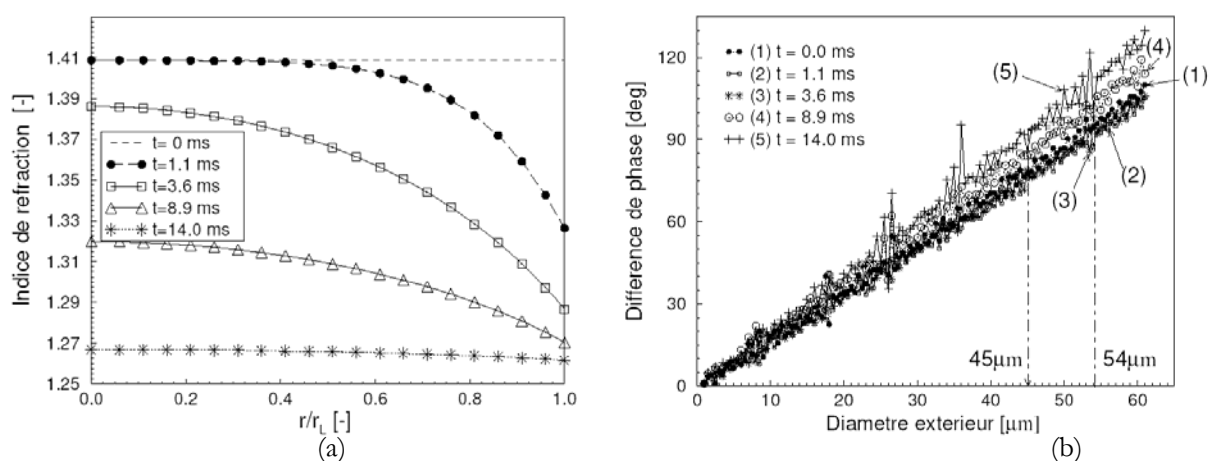 Indice de refraction [-]
1.41
1.39
1.37
1.35
1.33
1.31
1.29
1.27
1.25
t= 0 ms
t=1.1 ms
t=3.6 ms
t=8.9 ms
t=14.0 ms
0.0 0.2 0.4 0.6 0.8 1.0
r/rL [-]
(a)
Difference de phase [deg]
120
90
60
30
0
(1) t = 0.0 ms
(2) t = 1.1 ms
(3) t = 3.6 ms
(4) t = 8.9 ms
(5) t = 14.0 ms
(5)
(4)
(1)
(2)
(3)
45µm
54µm
0 10 20 30 40 50 60
Diametre exterieur [µm]
(b)